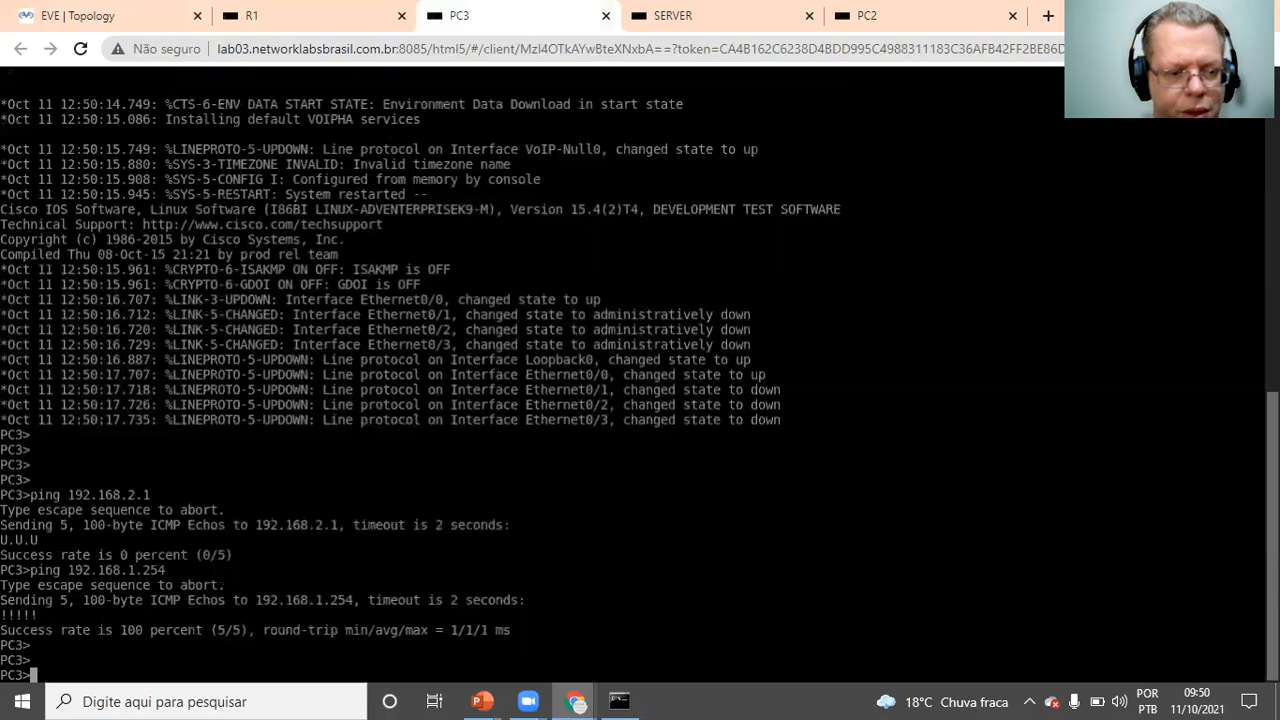 EVE | Topology
R1
PC3
SERVER
PC2
Não seguro
lab03.networklabsbrasil.com.br:8085/html5/#/client/MzI4OTkAYwBteXNxbA==?token=CA4B162C6238D4BDD995C4988311183C36AFB42FF2BE86D
*Oct 11 12:50:14.749: %CTS-6-ENV DATA START STATE: Environment Data Download in start state
*Oct 11 12:50:15.086: Installing default VOIPHA services
*Oct 11 12:50:15.749: %LINEPROTO-5-UPDOWN: Line protocol on Interface VoIP-Null0, changed state to up
*Oct 11 12:50:15.880: %SYS-3-TIMEZONE INVALID: Invalid timezone name
*Oct 11 12:50:15.908: %SYS-5-CONFIG I: Configured from memory by console
*Oct 11 12:50:15.945: %SYS-5-RESTART: System restarted --
Cisco IOS Software, Linux Software (I86BI LINUX-ADVENTERPRISEK9-M), Version 15.4(2)T4, DEVELOPMENT TEST SOFTWARE
Technical Support: http://www.cisco.com/techsupport
Copyright (c) 1986-2015 by Cisco Systems, Inc.
Compiled Thu 08-Oct-15 21:21 by prod rel team
*Oct 11 12:50:15.961: %CRYPTO-6-ISAKMP ON OFF: ISAKMP is OFF
*Oct 11 12:50:15.961: %CRYPTO-6-GDOI ON OFF: GDOI is OFF
*Oct 11 12:50:16.707: %LINK-3-UPDOWN: Interface Ethernet0/0, changed state to up
*Oct 11 12:50:16.712: %LINK-5-CHANGED: Interface Ethernet0/1, changed state to administratively down
*Oct 11 12:50:16.720: %LINK-5-CHANGED: Interface Ethernet0/2, changed state to administratively down
*Oct 11 12:50:16.729: %LINK-5-CHANGED: Interface Ethernet0/3, changed state to administratively down
*Oct 11 12:50:16.887: %LINEPROTO-5-UPDOWN: Line protocol on Interface Loopback0, changed state to up
*Oct 11 12:50:17.707: %LINEPROTO-5-UPDOWN: Line protocol on Interface Ethernet0/0, changed state to up
*Oct 11 12:50:17.718: %LINEPROTO-5-UPDOWN: Line protocol on Interface Ethernet0/1, changed state to down
*Oct 11 12:50:17.726: %LINEPROTO-5-UPDOWN: Line protocol on Interface Ethernet0/2, changed state to down
*Oct 11 12:50:17.735: %LINEPROTO-5-UPDOWN: Line protocol on Interface Ethernet0/3, changed state to down
PC3>
PC3>
PC3>
PC3>
PC3>ping 192.168.2.1
Type escape sequence to abort.
Sending 5, 100-byte ICMP Echos to 192.168.2.1, timeout is 2 seconds:
U.U.U
Success rate is 0 percent (0/5)
PC3>ping 192.168.1.254
Type escape sequence to abort.
Sending 5, 100-byte ICMP Echos to 192.168.1.254, timeout is 2 seconds:
!!!!!
Success rate is 100 percent (5/5), round-trip min/avg/max = 1/1/1 ms
PC3>
PC3>
PC3>
Digite aqui para pesquisar
18°C Chuva fraca
POR
PTB
09:50
11/10/2021